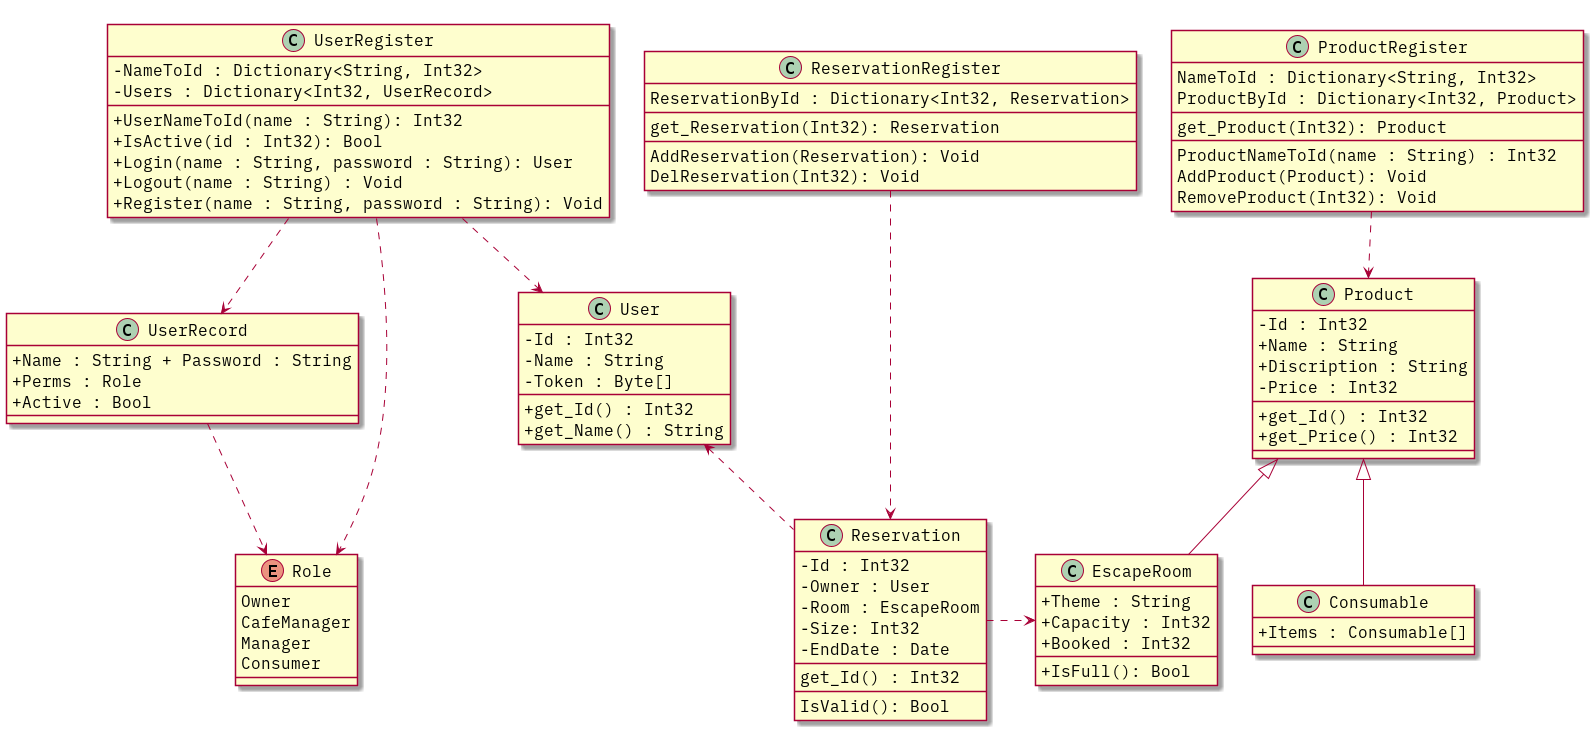 C UserRegister
-NameToId : Dictionary<String, Int32>
-Users : Dictionary<Int32, UserRecord>
+UserNameToId(name : String): Int32
+IsActive(id : Int32): Bool
+Login(name : String, password : String): User
+Logout(name : String) : Void
+Register(name : String, password : String): Void
C ReservationRegister
ReservationById : Dictionary<Int32, Reservation>
get_Reservation(Int32): Reservation
AddReservation(Reservation): Void
DelReservation(Int32): Void
C ProductRegister
NameToId : Dictionary<String, Int32>
ProductById : Dictionary<Int32, Product>
get_Product(Int32): Product
ProductNameToId(name : String) : Int32
AddProduct(Product): Void
RemoveProduct(Int32): Void
C UserRecord
+Name : String + Password : String
+Perms : Role
+Active : Bool
C User
-Id : Int32
-Name : String
-Token : Byte[]
+get_Id() : Int32
+get_Name() : String
C Product
-Id : Int32
+Name : String
+Discription : String
-Price : Int32
+get_Id() : Int32
+get_Price() : Int32
E Role
Owner
CafeManager
Manager
Consumer
C Reservation
-Id : Int32
-Owner : User
-Room : EscapeRoom
-Size: Int32
-EndDate : Date
get_Id() : Int32
IsValid(): Bool
C EscapeRoom
+Theme : String
+Capacity : Int32
+Booked : Int32
+IsFull(): Bool
C Consumable
+Items : Consumable[]